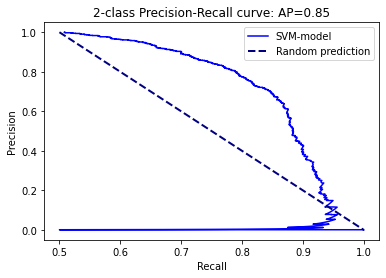 2-class Precision-Recall curve: AP=0.85
SVM-model
Random prediction
Precision
1.0
0.8
0.6
0.4
0.2
0.0
0.5 0.6 0.7 0.8 0.9 1.0
Recall